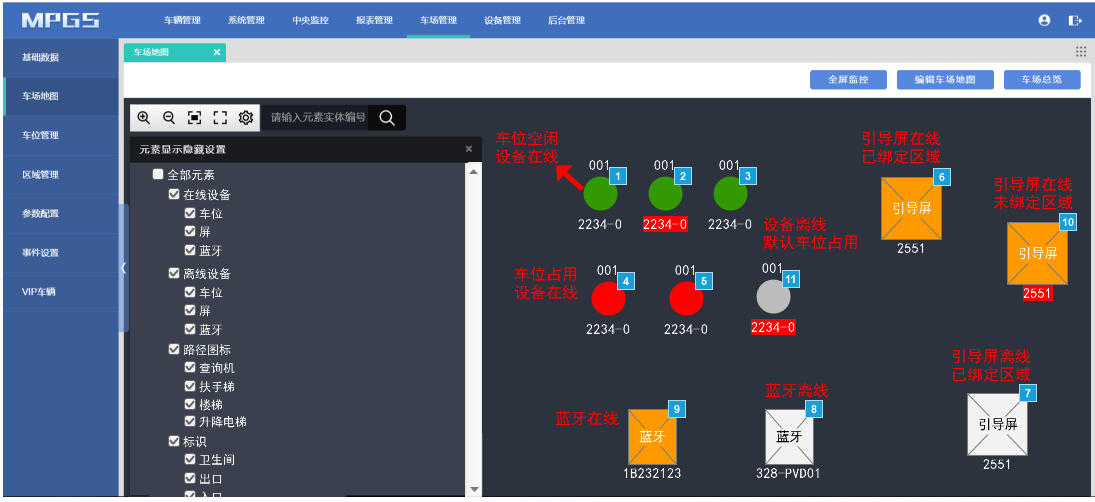 MPGS 车辆管理 系统管理 中央监控 报表管理 车场管理 设备管理 后台管理
基础数据
车场地图
车位管理
区域管理
参数配置
事件设置
VIP车辆
车场地图 ×
全屏监控 编辑车场地图 车场总览
请输入元素实体编号
元素显示隐藏设置 ×
全部元素
在线设备
车位
屏
蓝牙
离线设备
车位
屏
蓝牙
路径图标
查询机
扶手梯
楼梯
升降电梯
标识
卫生间
出口
入口
车位空闲
设备在线
001 1
2234-0
001 2
2234-0
001 3
2234-0
引导屏在线
已绑定区域
6
引导屏
2551
引导屏在线
未绑定区域
10
引导屏
2551
设备离线
默认车位占用
车位占用
设备在线
001 4
2234-0
001 5
2234-0
001 11
2234-0
引导屏离线
已绑定区域
7
引导屏
2551
蓝牙在线
9
蓝牙
1B232123
蓝牙离线
8
蓝牙
328-PVD01